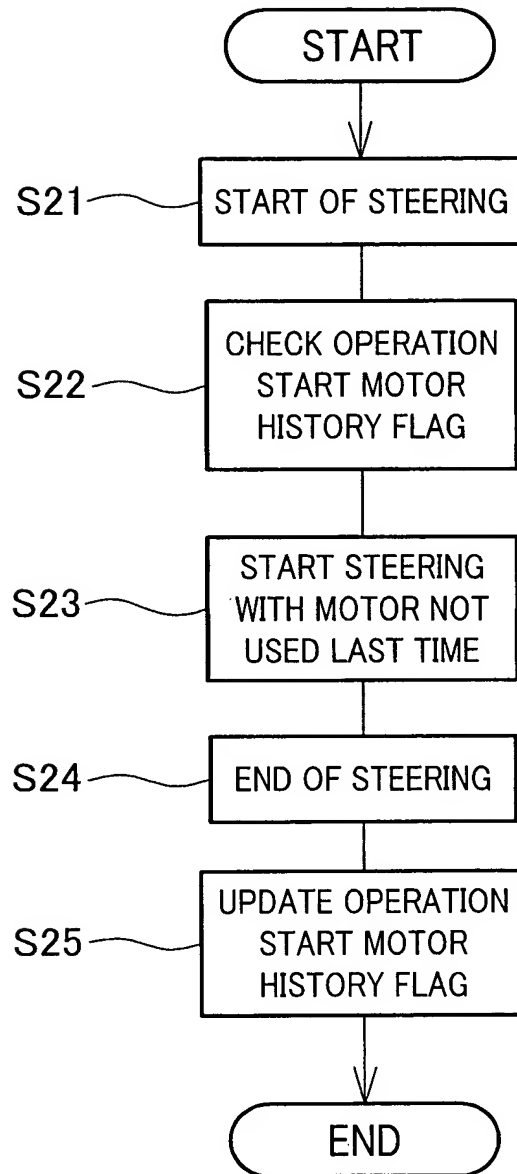 START
S21
START OF STEERING
S22
CHECK OPERATION
START MOTOR
HISTORY FLAG
S23
START STEERING
WITH MOTOR NOT
USED LAST TIME
S24
END OF STEERING
S25
UPDATE OPERATION
START MOTOR
HISTORY FLAG
END